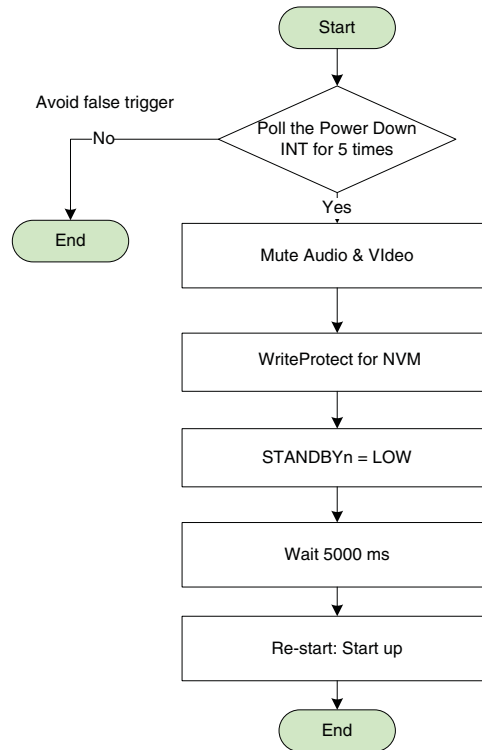 Start
Avoid false trigger
Poll the Power Down
INT for 5 times
No
Yes
End
Mute Audio & VIdeo
WriteProtect for NVM
STANDBYn = LOW
Wait 5000 ms
Re-start: Start up
End